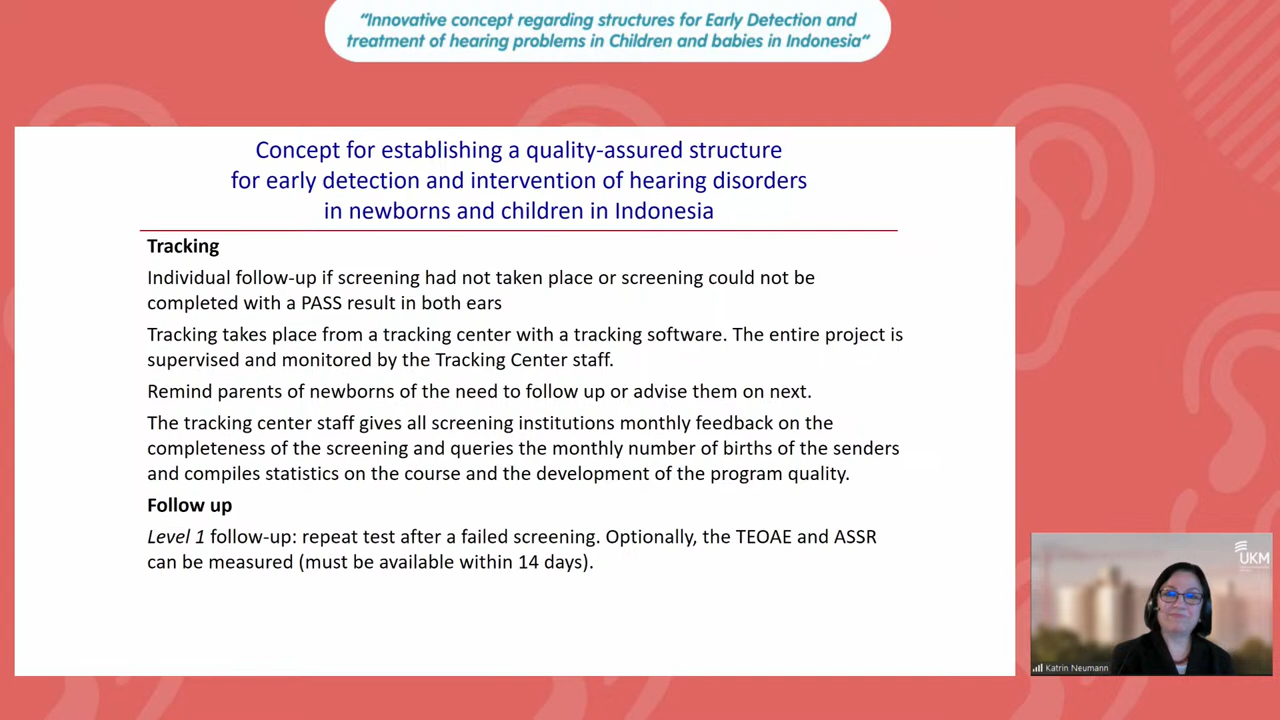 “Innovative concept regarding structures for Early Detection and
treatment of hearing problems in Children and babies in Indonesia“
Concept for establishing a quality-assured structure
for early detection and intervention of hearing disorders
in newborns and children in Indonesia
Tracking
Individual follow-up if screening had not taken place or screening could not be
completed with a PASS result in both ears
Tracking takes place from a tracking center with a tracking software. The entire project is
supervised and monitored by the Tracking Center staff.
Remind parents of newborns of the need to follow up or advise them on next.
The tracking center staff gives all screening institutions monthly feedback on the
completeness of the screening and queries the monthly number of births of the senders
and compiles statistics on the course and the development of the program quality.
Follow up
Level 1 follow-up: repeat test after a failed screening. Optionally, the TEOAE and ASSR
can be measured (must be available within 14 days).
UKM
Katrin Neumann